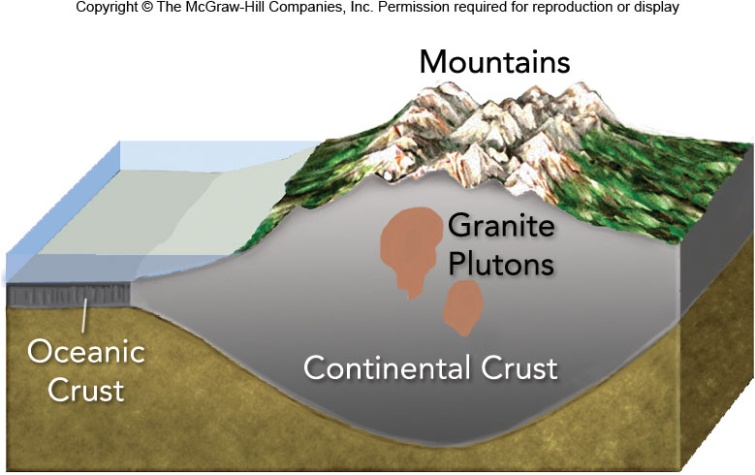 Copyright © The McGraw-Hill Companies, Inc. Permission required for reproduction or display
Mountains
Granite
Plutons
Oceanic
Crust
Continental Crust